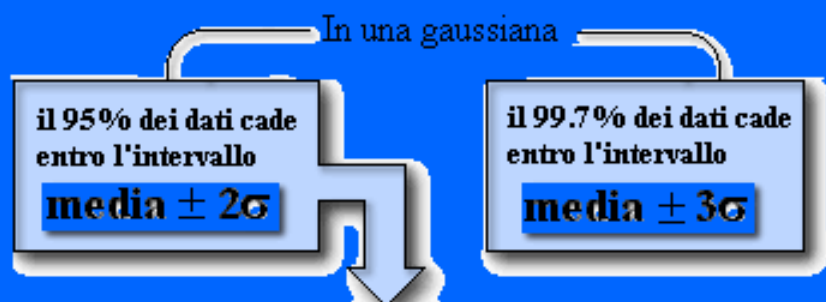 In una gaussiana
il 95% dei dati cade
entro l'intervallo
media ± 2σ
il 99.7% dei dati cade
entro l'intervallo
media ± 3σ